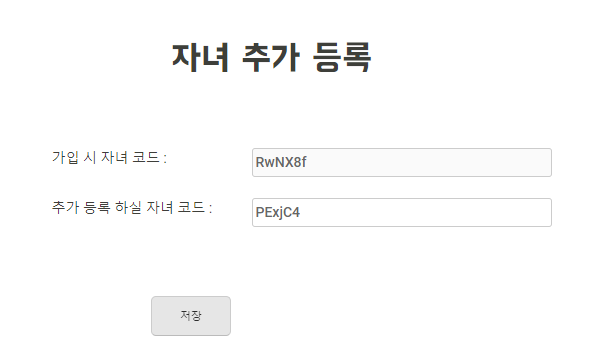 자녀 추가 등록
가입 시 자녀 코드 : RwNX8f
추가 등록 하실 자녀 코드 : PExjC4
저장